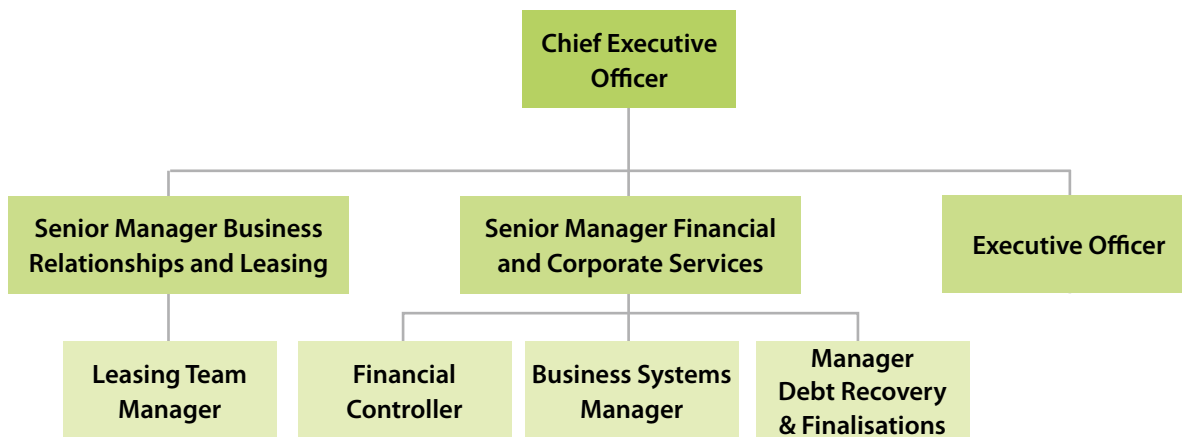 Chief Executive
Officer
Senior Manager Business
Relationships and Leasing
Senior Manager Financial
and Corporate Services
Executive Officer
Leasing Team
Manager
Financial
Controller
Business Systems
Manager
Manager
Debt Recovery
& Finalisations